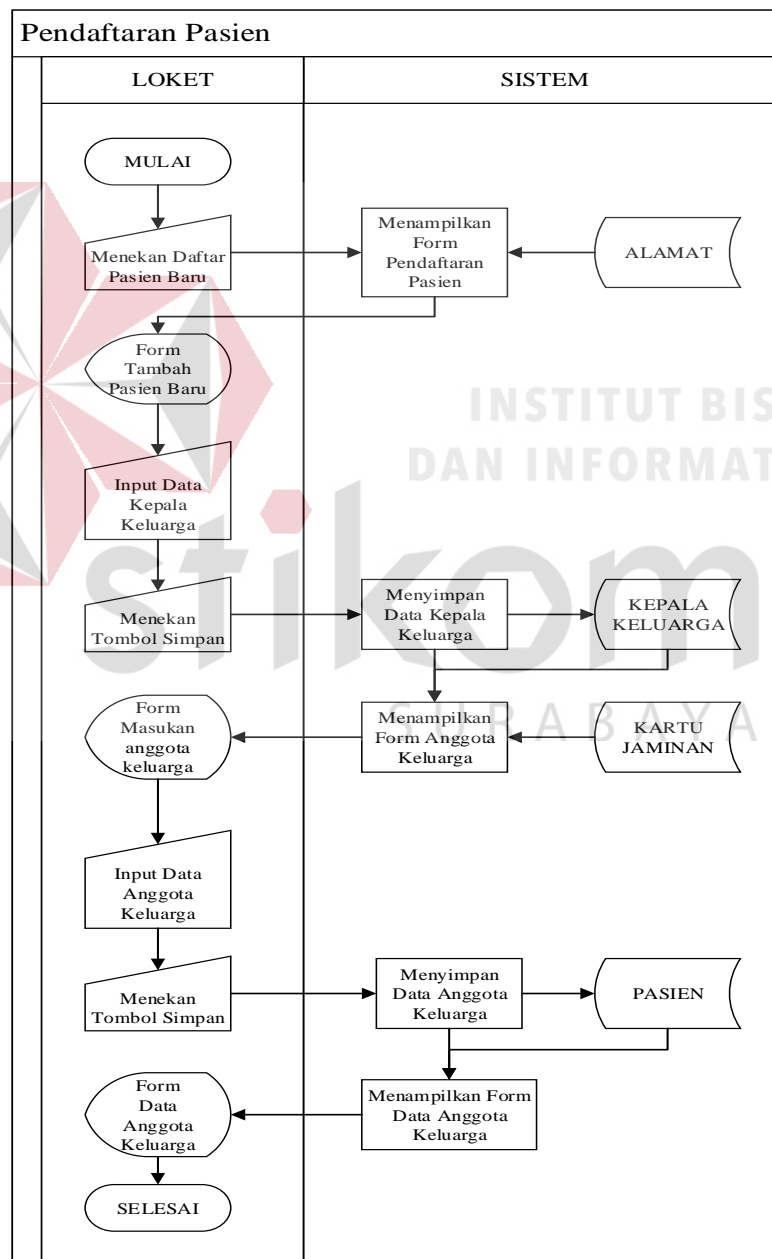 Pendaftaran Pasien
LOKET
SISTEM
MULAI
Menekan Daftar
Pasien Baru
Menampilkan
Form
Pendaftaran
Pasien
ALAMAT
Form
Tambah
Pasien Baru
INSTITUT BIS
DAN INFORMAT
Input Data
Kepala
Keluarga
stikom
SURABAYA
Menekan
Tombol Simpan
Menyimpan
Data Kepala
Keluarga
KEPALA
KELUARGA
Form
Masukan
anggota
keluarga
Menampilkan
Form Anggota
Keluarga
KARTU
JAMINAN
Input Data
Anggota
Keluarga
Menekan
Tombol Simpan
Menyimpan
Data Anggota
Keluarga
PASIEN
Form
Data
Anggota
Keluarga
Menampilkan Form
Data Anggota
Keluarga
SELESAI